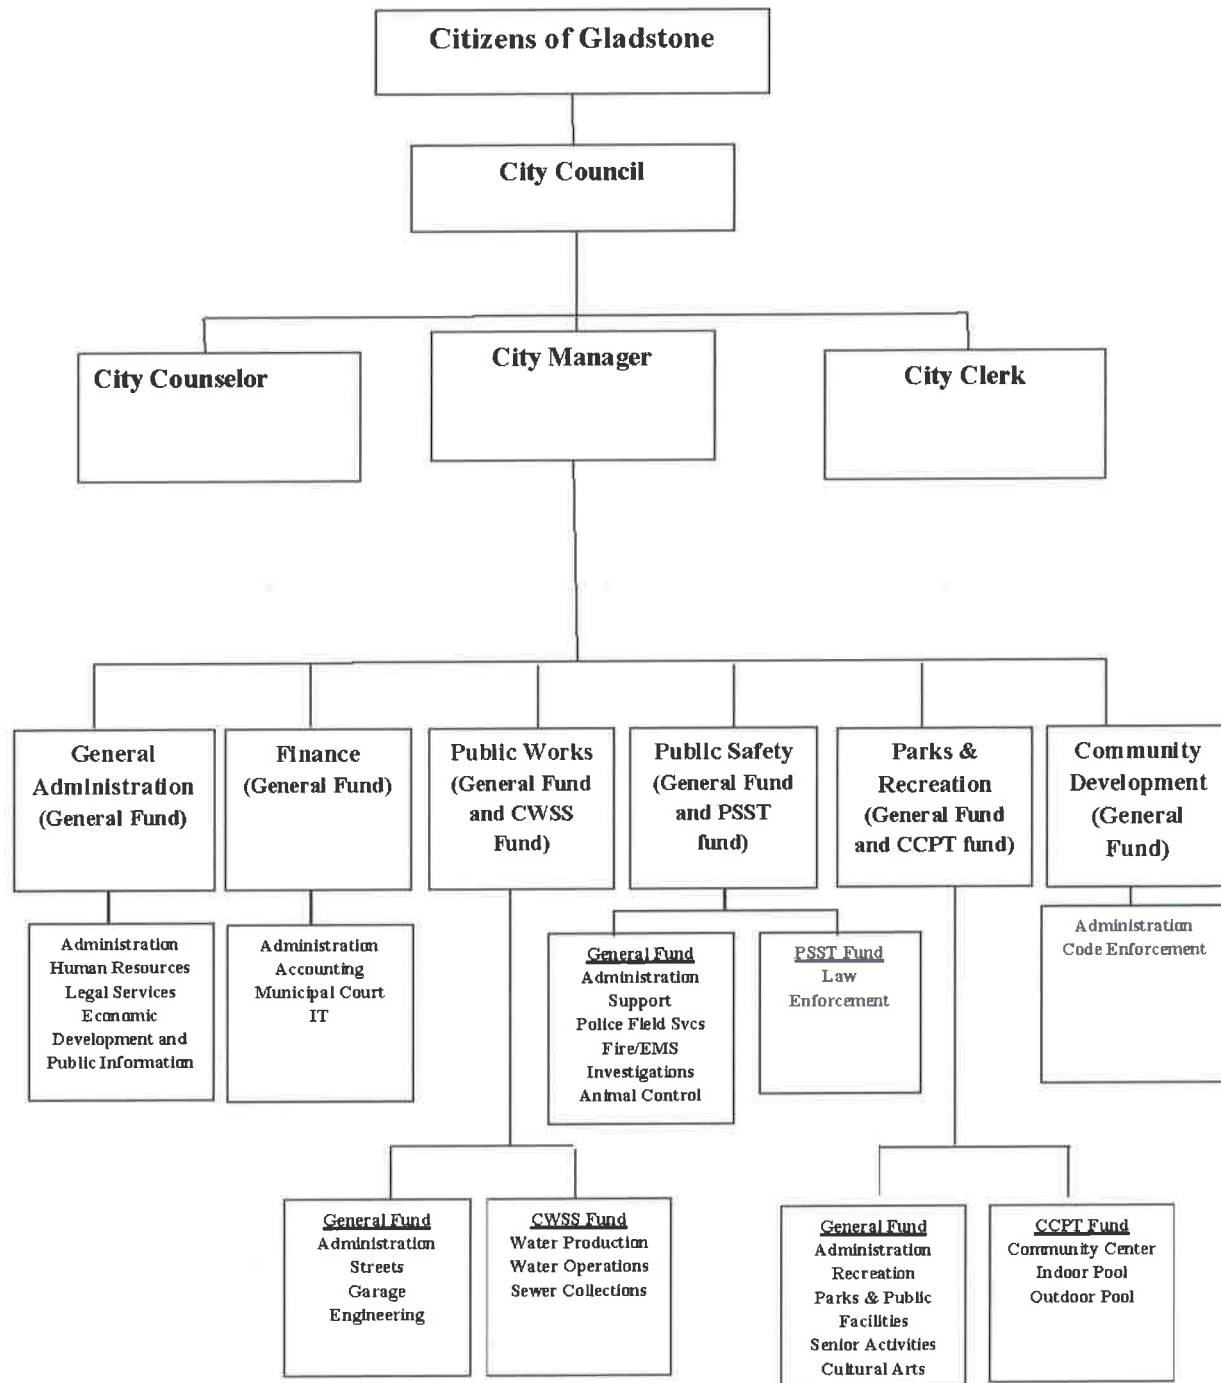 Citizens of Gladstone
City Council
City Counselor
City Manager
City Clerk
General
Administration
(General Fund)
Finance
(General Fund)
Public Works
(General Fund
and CWSS
Fund)
Public Safety
(General Fund
and PSST
fund)
Parks &
Recreation
(General Fund
and CCPT fund)
Community
Development
(General
Fund)
Administration
Human Resources
Legal Services
Economic
Development and
Public Information
Administration
Accounting
Municipal Court
IT
General Fund
Administration
Support
Police Field Svcs
Fire/EMS
Investigations
Animal Control
PSST Fund
Law
Enforcement
Administration
Code Enforcement
General Fund
Administration
Streets
Garage
Engineering
CWSS Fund
Water Production
Water Operations
Sewer Collections
General Fund
Administration
Recreation
Parks & Public
Facilities
Senior Activities
Cultural Arts
CCPT Fund
Community Center
Indoor Pool
Outdoor Pool